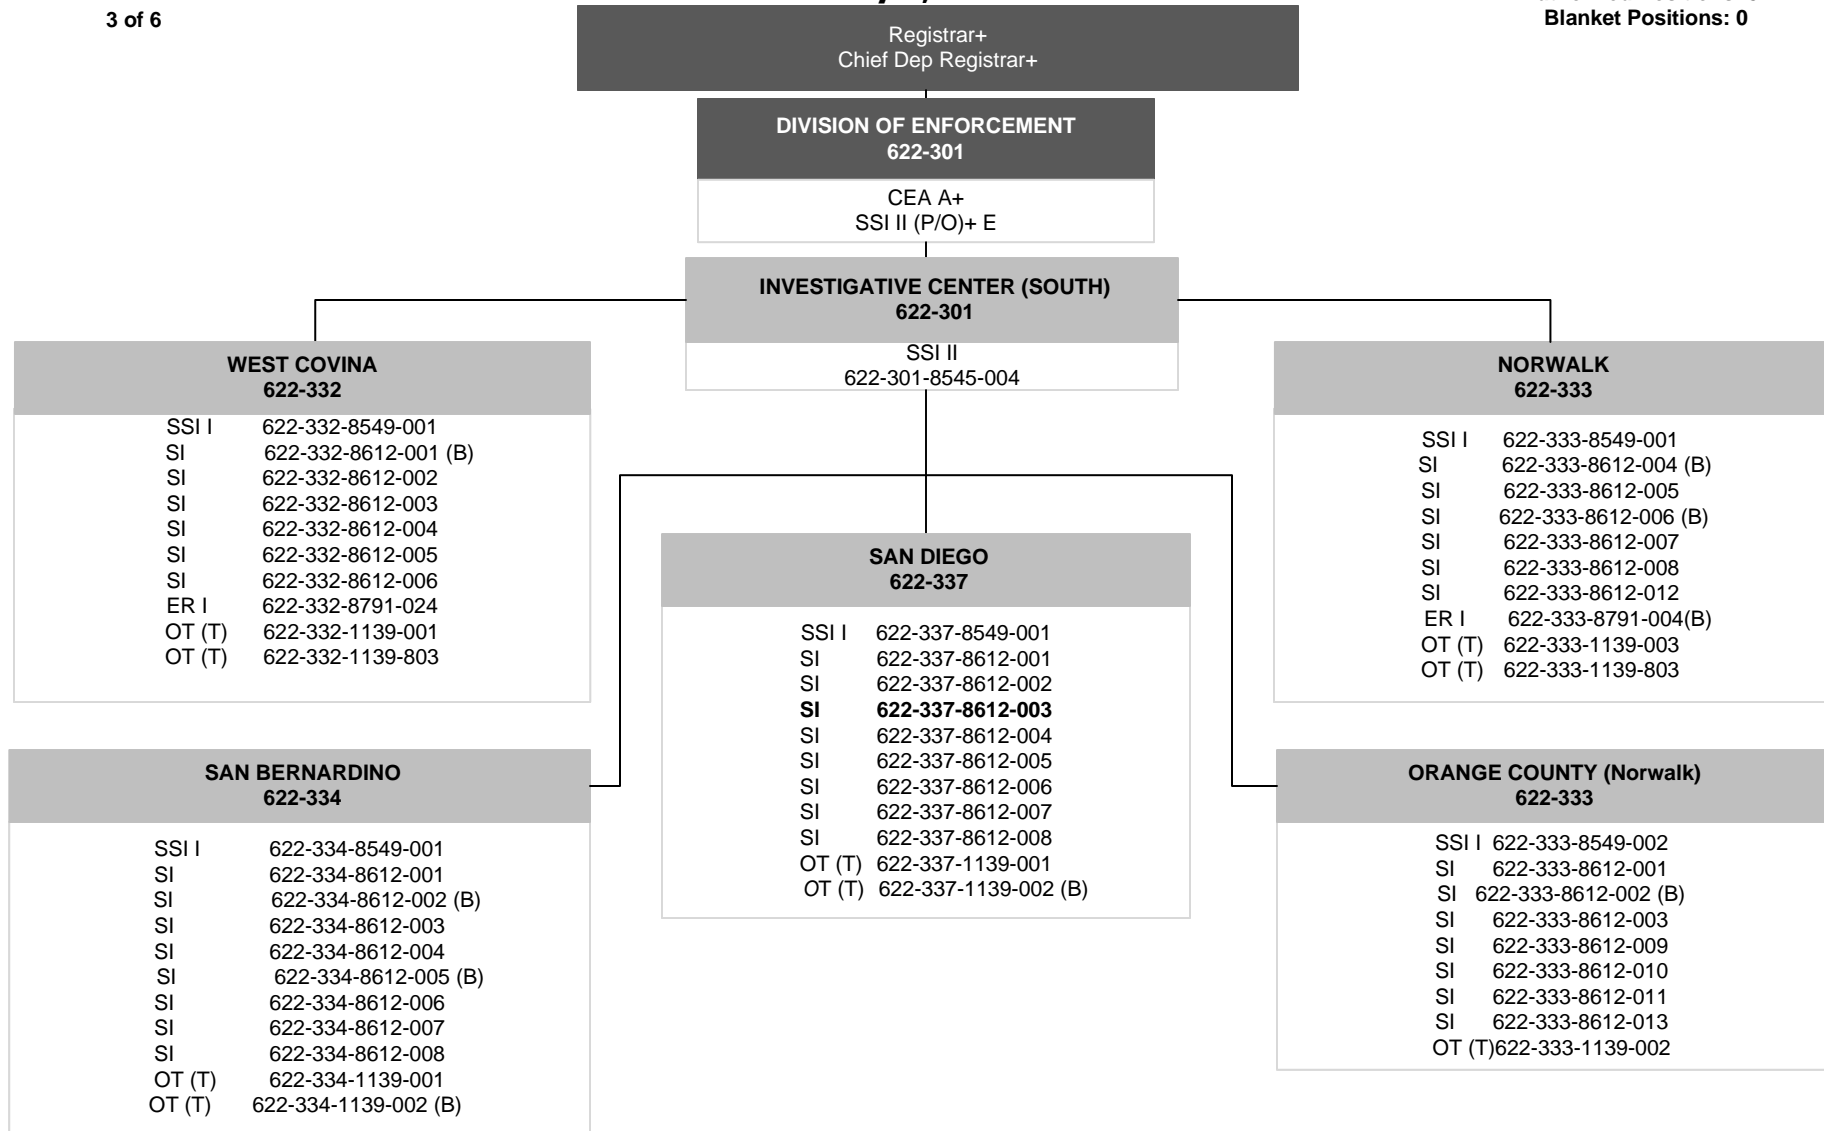 3 of 6
Blanket Positions: 0
Registrar+
Chief Dep Registrar+
DIVISION OF ENFORCEMENT
622-301
CEA A+
SSI II (P/O)+ E
INVESTIGATIVE CENTER (SOUTH)
622-301
SSI II
622-301-8545-004
WEST COVINA
622-332
SSI I 622-332-8549-001
SI 622-332-8612-001 (B)
SI 622-332-8612-002
SI 622-332-8612-003
SI 622-332-8612-004
SI 622-332-8612-005
SI 622-332-8612-006
ER I 622-332-8791-024
OT (T) 622-332-1139-001
OT (T) 622-332-1139-803
NORWALK
622-333
SSI I 622-333-8549-001
SI 622-333-8612-004 (B)
SI 622-333-8612-005
SI 622-333-8612-006 (B)
SI 622-333-8612-007
SI 622-333-8612-008
SI 622-333-8612-012
ER I 622-333-8791-004(B)
OT (T) 622-333-1139-003
OT (T) 622-333-1139-803
SAN DIEGO
622-337
SSI I 622-337-8549-001
SI 622-337-8612-001
SI 622-337-8612-002
SI 622-337-8612-003
SI 622-337-8612-004
SI 622-337-8612-005
SI 622-337-8612-006
SI 622-337-8612-007
SI 622-337-8612-008
OT (T) 622-337-1139-001
OT (T) 622-337-1139-002 (B)
SAN BERNARDINO
622-334
SSI I 622-334-8549-001
SI 622-334-8612-001
SI 622-334-8612-002 (B)
SI 622-334-8612-003
SI 622-334-8612-004
SI 622-334-8612-005 (B)
SI 622-334-8612-006
SI 622-334-8612-007
SI 622-334-8612-008
OT (T) 622-334-1139-001
OT (T) 622-334-1139-002 (B)
ORANGE COUNTY (Norwalk)
622-333
SSI I 622-333-8549-002
SI 622-333-8612-001
SI 622-333-8612-002 (B)
SI 622-333-8612-003
SI 622-333-8612-009
SI 622-333-8612-010
SI 622-333-8612-011
SI 622-333-8612-013
OT (T)622-333-1139-002